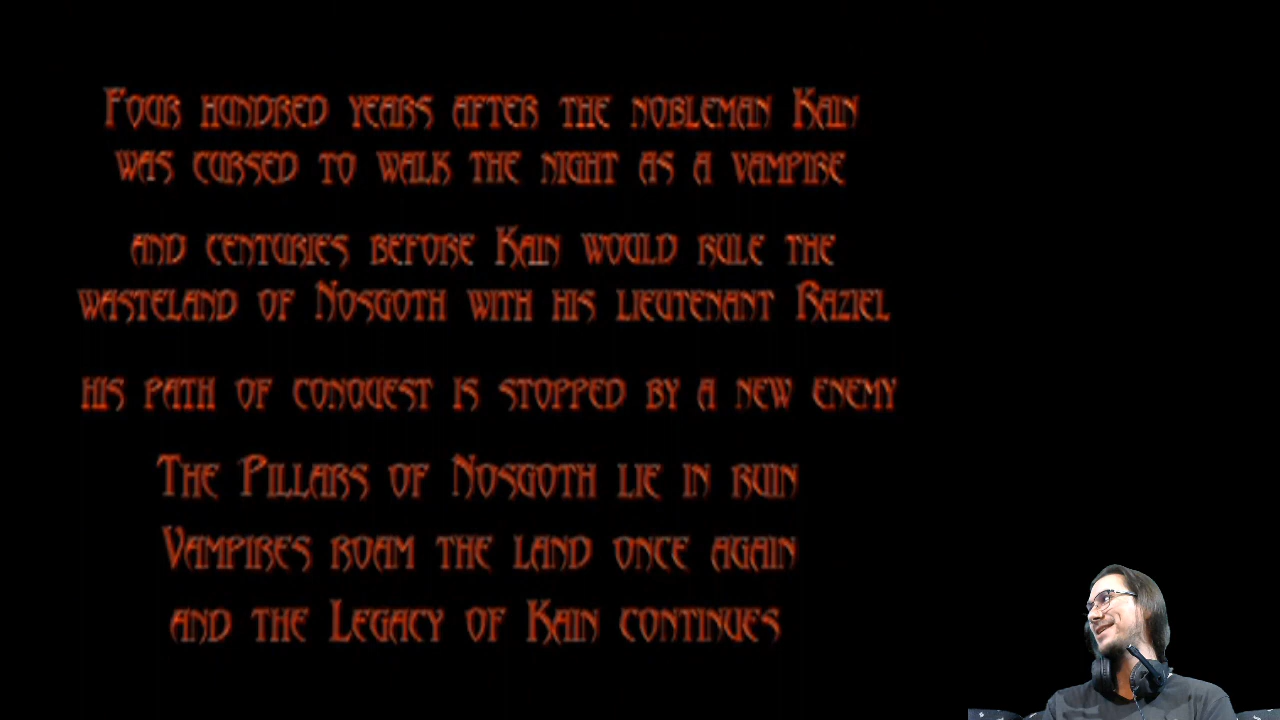 Four hundred years after the nobleman Kain
was cursed to walk the night as a vampire
and centuries before Kain would rule the
wasteland of Nosgoth with his lieutenant Raziel
his path of conquest is stopped by a new enemy
The Pillars of Nosgoth lie in ruin
Vampires roam the land once again
and the Legacy of Kain continues